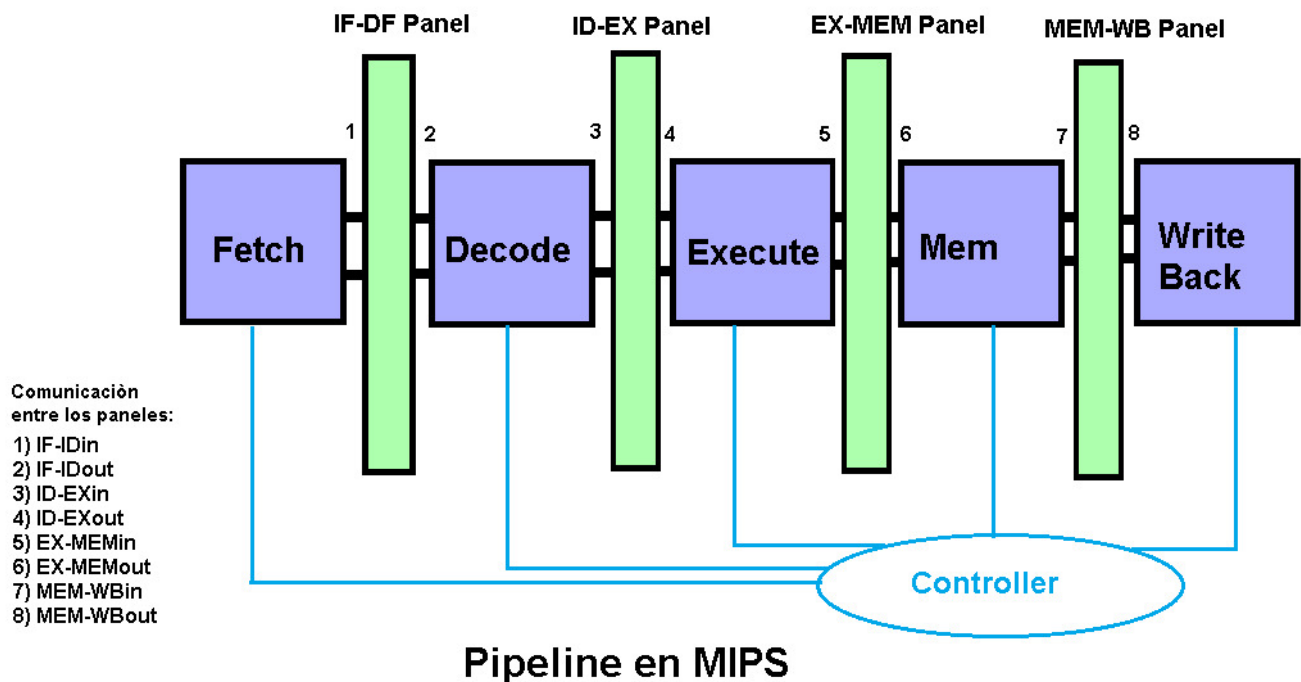 IF-DF Panel
ID-EX Panel
EX-MEM Panel
MEM-WB Panel
1
2
3
4
5
6
7
8
Fetch
Decode
Execute
Mem
Write
Back
Comunicaciòn
entre los paneles:
1) IF-IDin
2) IF-IDout
3) ID-EXin
4) ID-EXout
5) EX-MEMin
6) EX-MEMout
7) MEM-WBin
8) MEM-WBout
Controller
Pipeline en MIPS